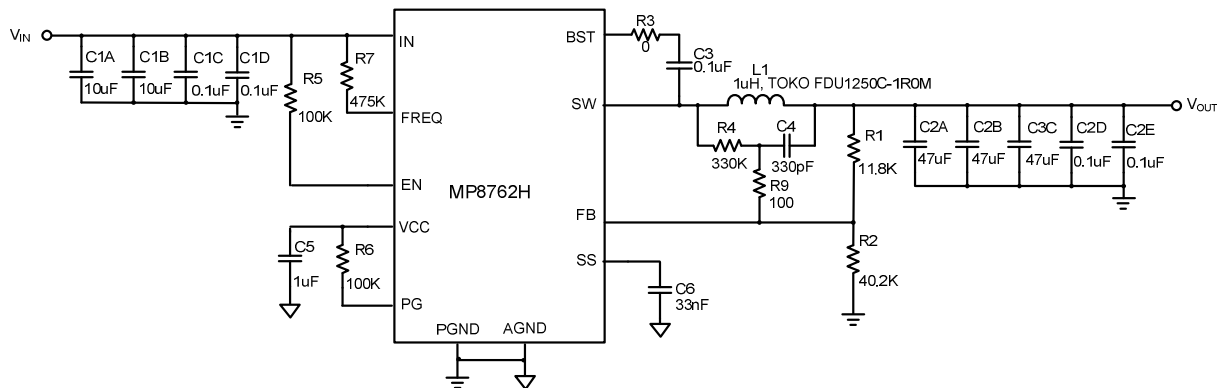 VIN
C1A
10uF
C1B
10uF
C1C
0.1uF
C1D
0.1uF
R5
100K
R7
475K
IN
FREQ
EN
VCC
PG
C5
1uF
R6
100K
MP8762H
PGND
AGND
BST
SW
FB
SS
R3
0
C3
0.1uF
L1
1uH, TOKO FDU1250C-1R0M
R4
330K
C4
330pF
R9
100
R1
11.8K
R2
40.2K
C6
33nF
C2A
47uF
C2B
47uF
C3C
47uF
C2D
0.1uF
C2E
0.1uF
VOUT